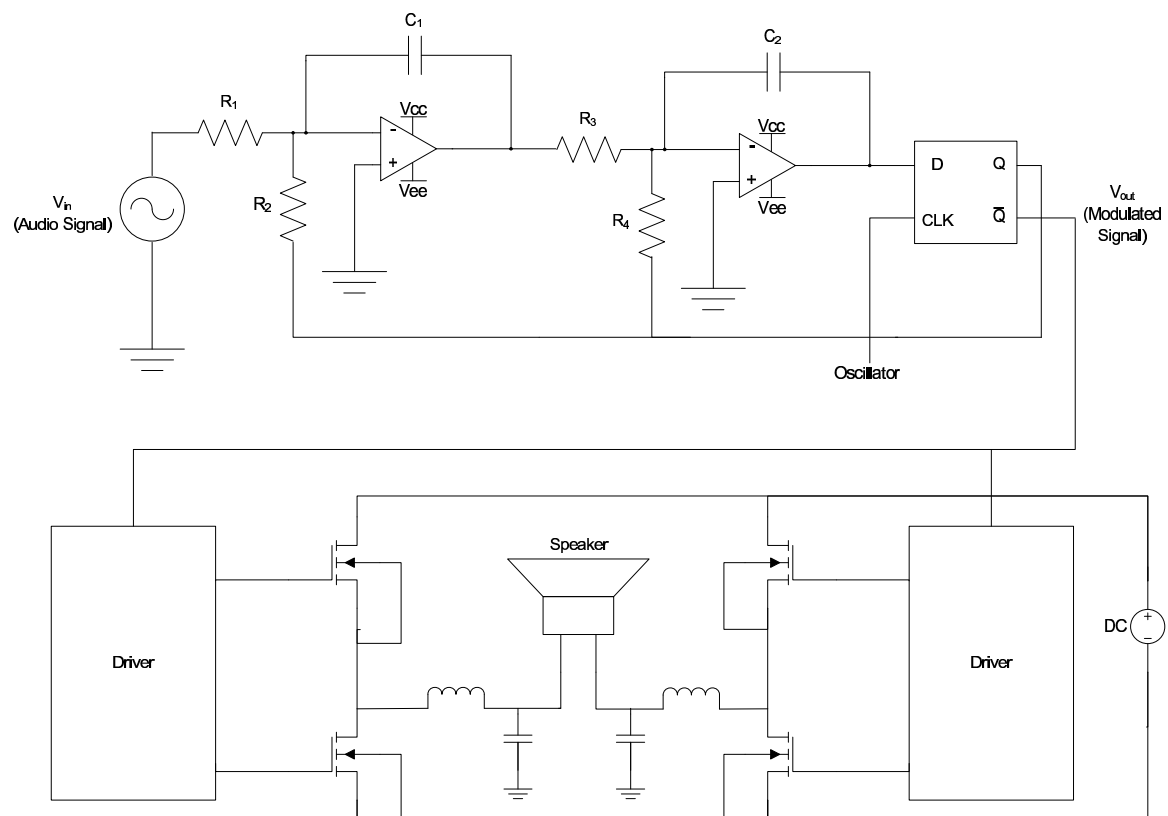 C1
C2
R1
Vcc
R3
Vcc
-
+
-
+
D
Q
Vin
(Audio Signal)
R2
Vee
R4
Vee
CLK
Q̅
Vout
(Modulated
Signal)
Oscillator
Speaker
Driver
Driver
DC
+
-